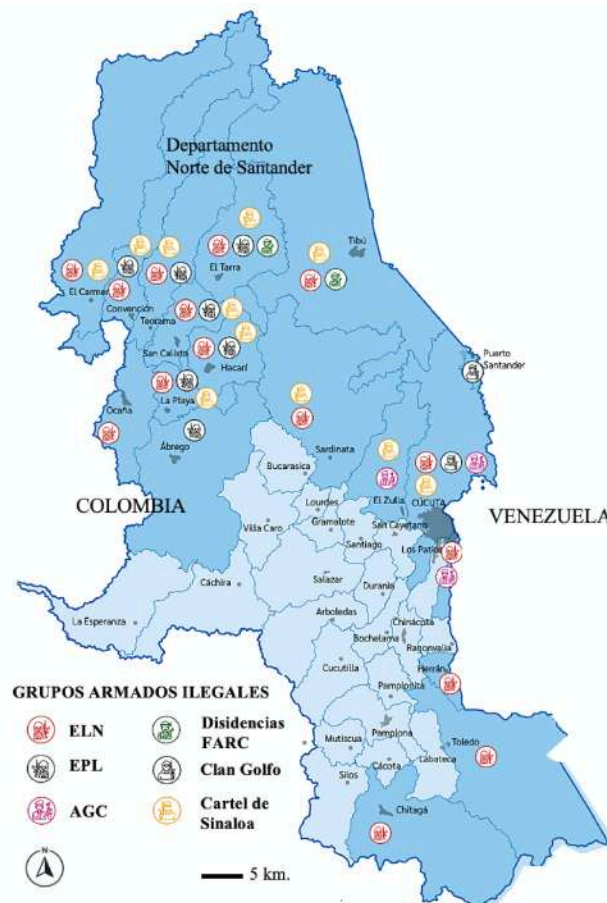 Departamento
Norte de Santander
Tibú
El Tarra
El Carmen
Convención
Teorama
San Calixto
Hacarí
Puerto
Santander
La Playa
Ocaña
Ábrego
Sardinata
Bucarasica
COLOMBIA
El Zulia
CÚCUTA
VENEZUELA
Lourdes
Gramalote
San Cayetano
Villa Caro
Santiago
Los Patios
Cáchira
Salazar
Durania
La Esperanza
Arboledas
Chinácota
Bochelama
Ragonvalia
Cucutilla
Herrán
GRUPOS ARMADOS ILEGALES
Pamplonita
ELN
Disidencias
FARC
Pamplona
Toledo
Mutiscua
Labateca
EPL
Clan Golfo
Cácota
Silos
AGC
Cartel de
Sinaloa
Chitagá
N
5 km.